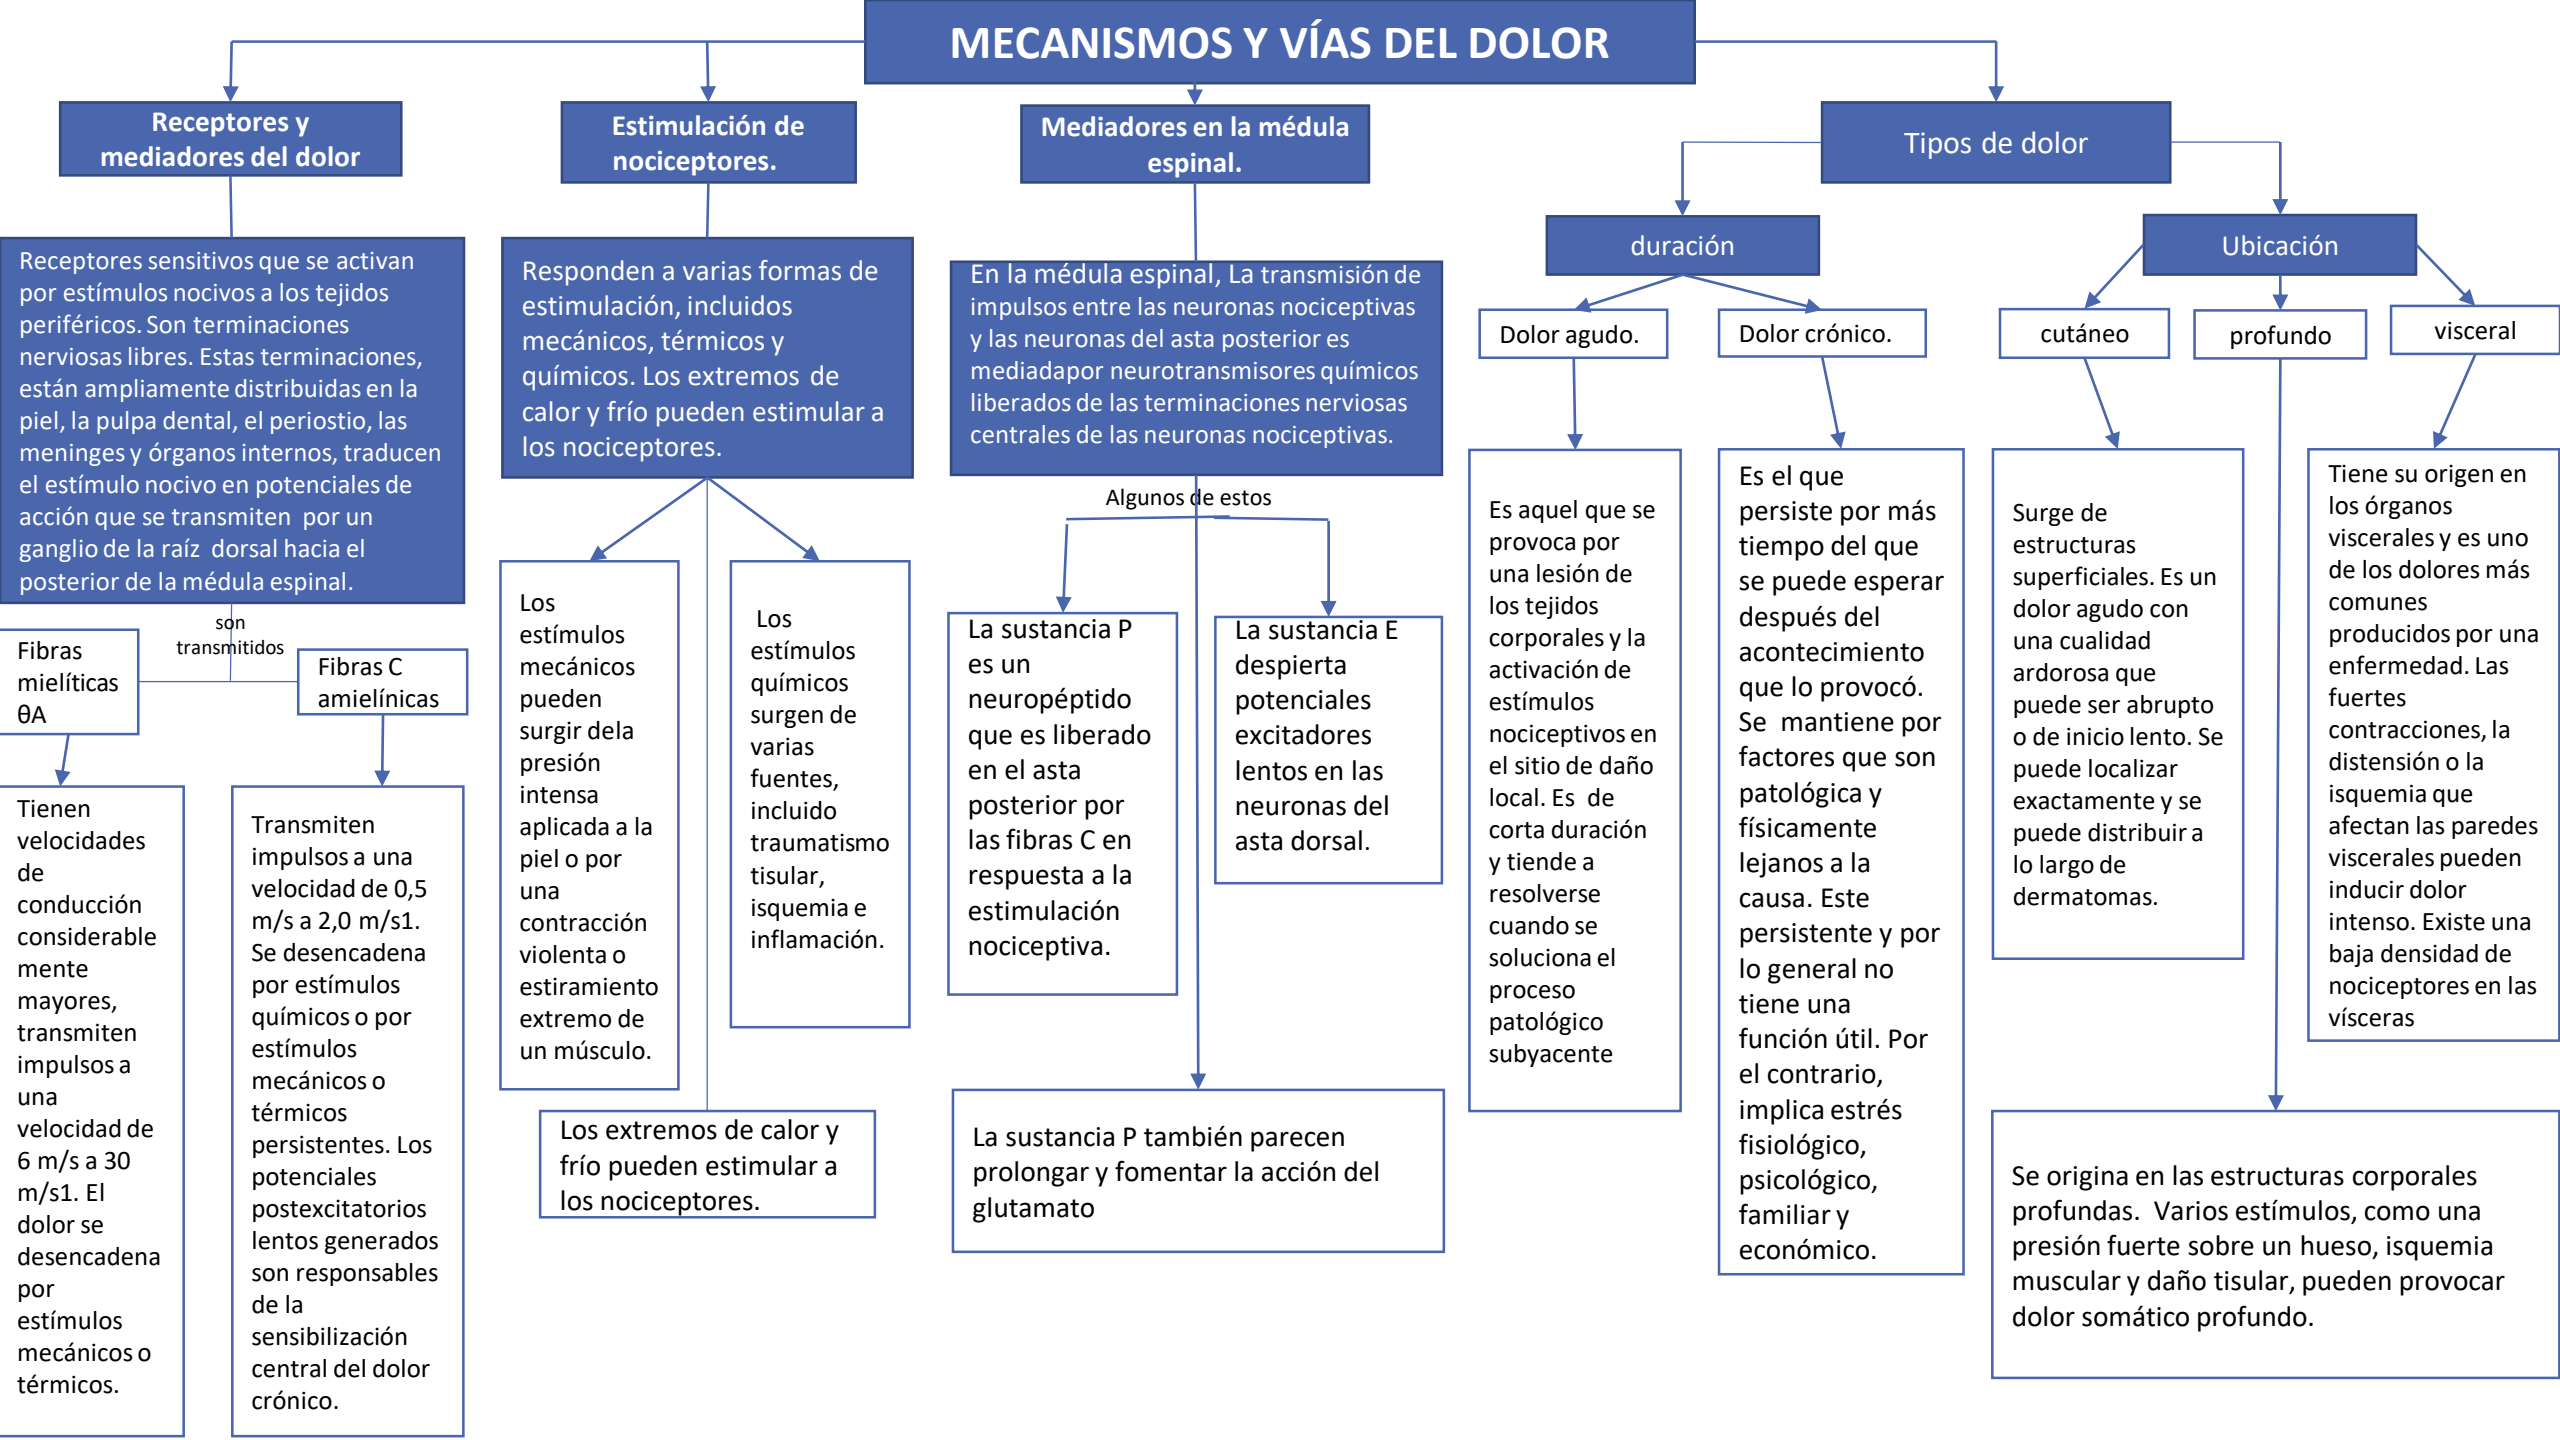 MECANISMOS Y VÍAS DEL DOLOR
Receptores y
mediadores del dolor
Receptores sensitivos que se activan
por estímulos nocivos a los tejidos
periféricos. Son terminaciones
nerviosas libres. Estas terminaciones,
están ampliamente distribuidas en la
piel, la pulpa dental, el periostio, las
meninges y órganos internos, traducen
el estímulo nocivo en potenciales de
acción que se transmiten por un
ganglio de la raíz dorsal hacia el
posterior de la médula espinal.
son
transmitidos
Fibras
mielíticas
θA
Fibras C
amielínicas
Tienen
velocidades
de
conducción
considerable
mente
mayores,
transmiten
impulsos a
una
velocidad de
6 m/s a 30
m/s1. El
dolor se
desencadena
por
estímulos
mecánicos o
térmicos.
Transmiten
impulsos a una
velocidad de 0,5
m/s a 2,0 m/s1.
Se desencadena
por estímulos
químicos o por
estímulos
mecánicos o
térmicos
persistentes. Los
potenciales
postexcitatorios
lentos generados
son responsables
de la
sensibilización
central del dolor
crónico.
Estimulación de
nociceptores.
Responden a varias formas de
estimulación, incluidos
mecánicos, térmicos y
químicos. Los extremos de
calor y frío pueden estimular a
los nociceptores.
Los
estímulos
mecánicos
pueden
surgir dela
presión
intensa
aplicada a la
piel o por
una
contracción
violenta o
estiramiento
extremo de
un músculo.
Los
estímulos
químicos
surgen de
varias
fuentes,
incluido
traumatismo
tisular,
isquemia e
inflamación.
Los extremos de calor y
frío pueden estimular a
los nociceptores.
Mediadores en la médula
espinal.
En la médula espinal, La transmisión de
impulsos entre las neuronas nociceptivas
y las neuronas del asta posterior es
mediadapor neurotransmisores químicos
liberados de las terminaciones nerviosas
centrales de las neuronas nociceptivas.
Algunos de estos
La sustancia P
es un
neuropéptido
que es liberado
en el asta
posterior por
las fibras C en
respuesta a la
estimulación
nociceptiva.
La sustancia E
despierta
potenciales
excitadores
lentos en las
neuronas del
asta dorsal.
La sustancia P también parecen
prolongar y fomentar la acción del
glutamato
Tipos de dolor
duración
Dolor agudo.
Dolor crónico.
Es aquel que se
provoca por
una lesión de
los tejidos
corporales y la
activación de
estímulos
nociceptivos en
el sitio de daño
local. Es de
corta duración
y tiende a
resolverse
cuando se
soluciona el
proceso
patológico
subyacente
Es el que
persiste por más
tiempo del que
se puede esperar
después del
acontecimiento
que lo provocó.
Se mantiene por
factores que son
patológica y
físicamente
lejanos a la
causa. Este
persistente y por
lo general no
tiene una
función útil. Por
el contrario,
implica estrés
fisiológico,
psicológico,
familiar y
económico.
Ubicación
cutáneo
profundo
visceral
Surge de
estructuras
superficiales. Es un
dolor agudo con
una cualidad
ardorosa que
puede ser abrupto
o de inicio lento. Se
puede localizar
exactamente y se
puede distribuir a
lo largo de
dermatomas.
Tiene su origen en
los órganos
viscerales y es uno
de los dolores más
comunes
producidos por una
enfermedad. Las
fuertes
contracciones, la
distensión o la
isquemia que
afectan las paredes
viscerales pueden
inducir dolor
intenso. Existe una
baja densidad de
nociceptores en las
vísceras
Se origina en las estructuras corporales
profundas. Varios estímulos, como una
presión fuerte sobre un hueso, isquemia
muscular y daño tisular, pueden provocar
dolor somático profundo.